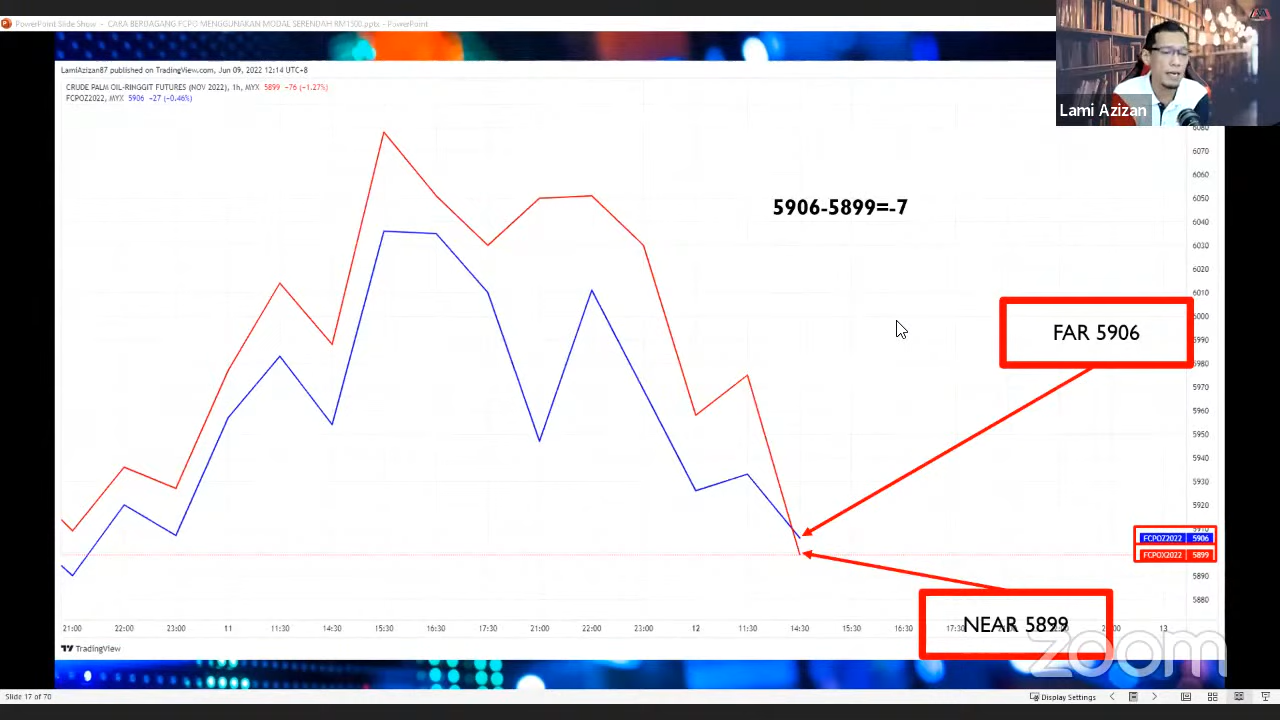 PowerPoint Slide Show - CARA BERDAGANG FCPO MENGGUNAKAN MODAL SERENDAH RM1500.pptx - PowerPoint
LamiAzizan87 published on TradingView.com, Jun 09, 2022 12:14 UTC+8
CRUDE PALM OIL-RINGGIT FUTURES (NOV 2022), 1h, MYX 5899 -76 (-1.27%)
FCPOZ2022, MYX 5906 -27 (-0.46%)
Lami Azizan
6080
6070
6060
6050
5906-5899=-7
6040
6030
6020
6010
6000
FAR 5906
5990
5980
5970
5960
5950
5940
5930
5920
5910
FCPOZ2022 5906
FCPOX2022 5899
5890
5880
NEAR 5899
21:00 22:00 23:00 11 11:30 14:30 15:30 16:30 17:30 21:00 22:00 23:00 12 11:30 14:30 15:30 16:30 17:30 13
TradingView
zoom
Slide 17 of 70
Display Settings